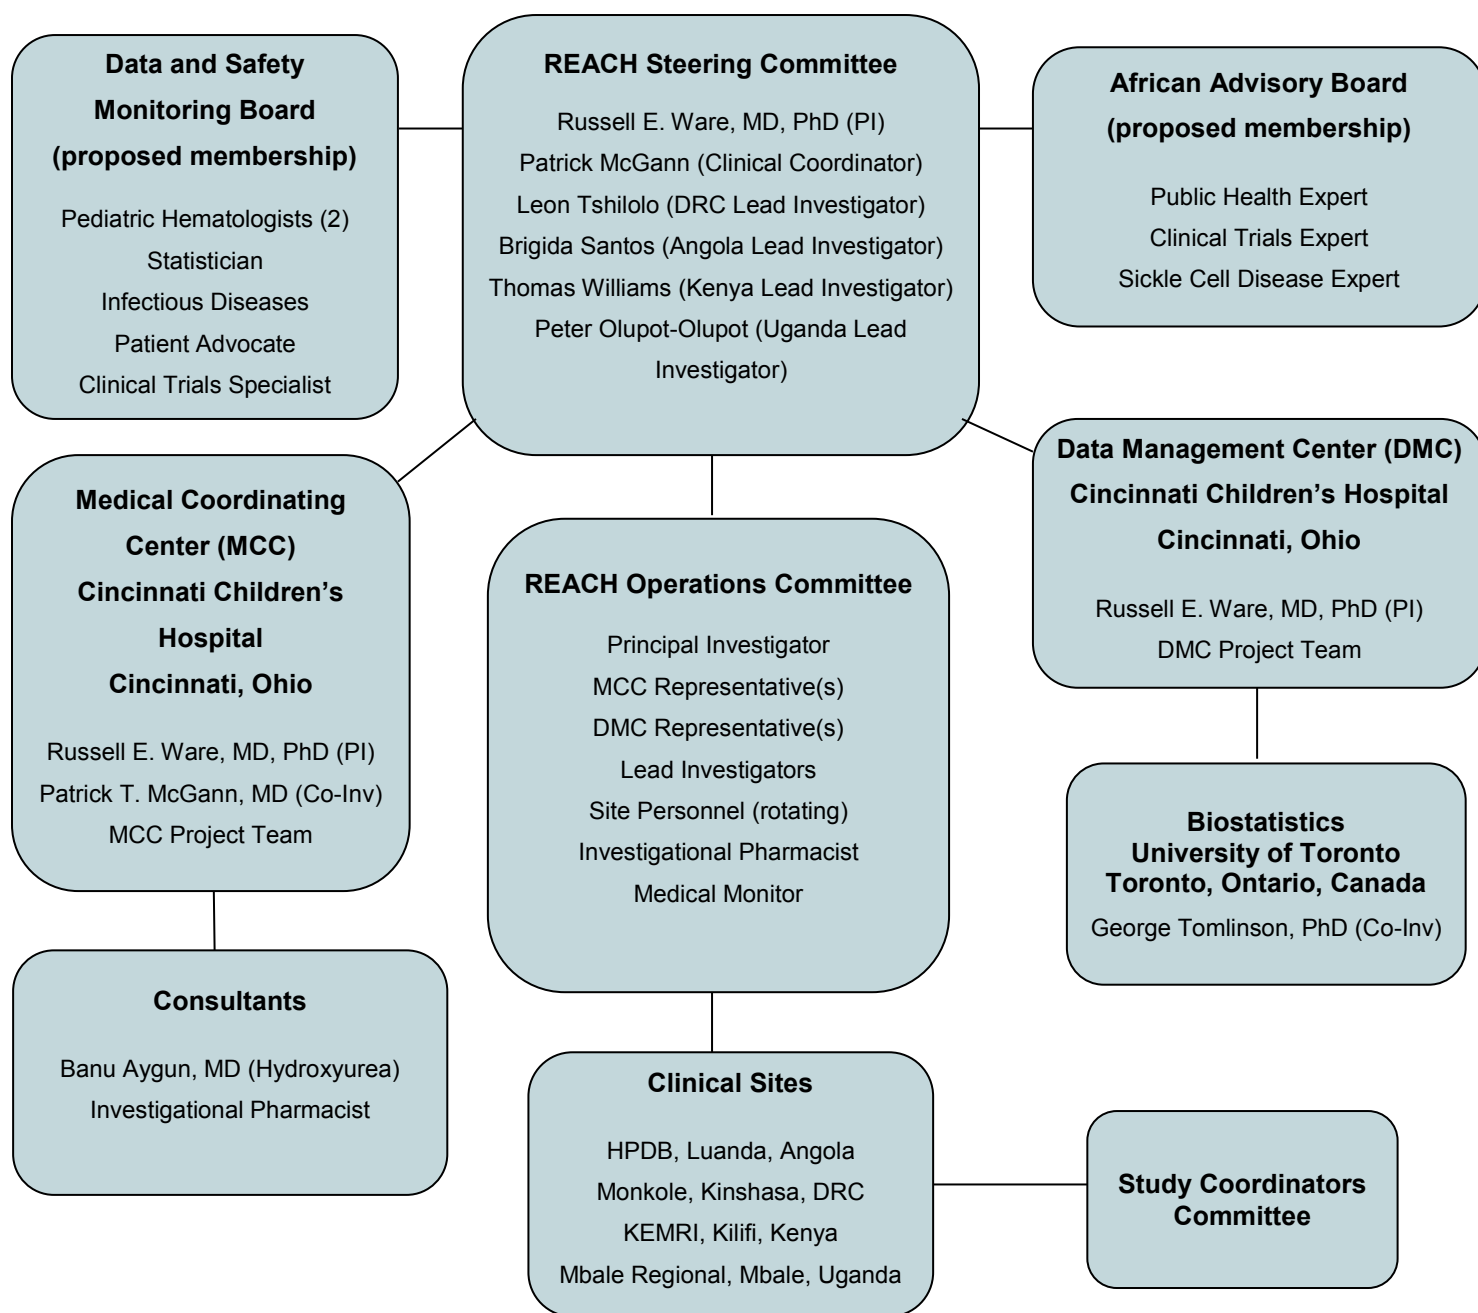 Data and Safety
Monitoring Board
(proposed membership)
Pediatric Hematologists (2)
Statistician
Infectious Diseases
Patient Advocate
Clinical Trials Specialist
REACH Steering Committee
Russell E. Ware, MD, PhD (PI)
Patrick McGann (Clinical Coordinator)
Leon Tshilolo (DRC Lead Investigator)
Brigida Santos (Angola Lead Investigator)
Thomas Williams (Kenya Lead Investigator)
Peter Olupot-Olupot (Uganda Lead
Investigator)
African Advisory Board
(proposed membership)
Public Health Expert
Clinical Trials Expert
Sickle Cell Disease Expert
Medical Coordinating
Center (MCC)
Cincinnati Children’s
Hospital
Cincinnati, Ohio
Russell E. Ware, MD, PhD (PI)
Patrick T. McGann, MD (Co-Inv)
MCC Project Team
REACH Operations Committee
Principal Investigator
MCC Representative(s)
DMC Representative(s)
Lead Investigators
Site Personnel (rotating)
Investigational Pharmacist
Medical Monitor
Data Management Center (DMC)
Cincinnati Children’s Hospital
Cincinnati, Ohio
Russell E. Ware, MD, PhD (PI)
DMC Project Team
Biostatistics
University of Toronto
Toronto, Ontario, Canada
George Tomlinson, PhD (Co-Inv)
Consultants
Banu Aygun, MD (Hydroxyurea)
Investigational Pharmacist
Clinical Sites
HPDB, Luanda, Angola
Monkole, Kinshasa, DRC
KEMRI, Kilifi, Kenya
Mbale Regional, Mbale, Uganda
Study Coordinators
Committee